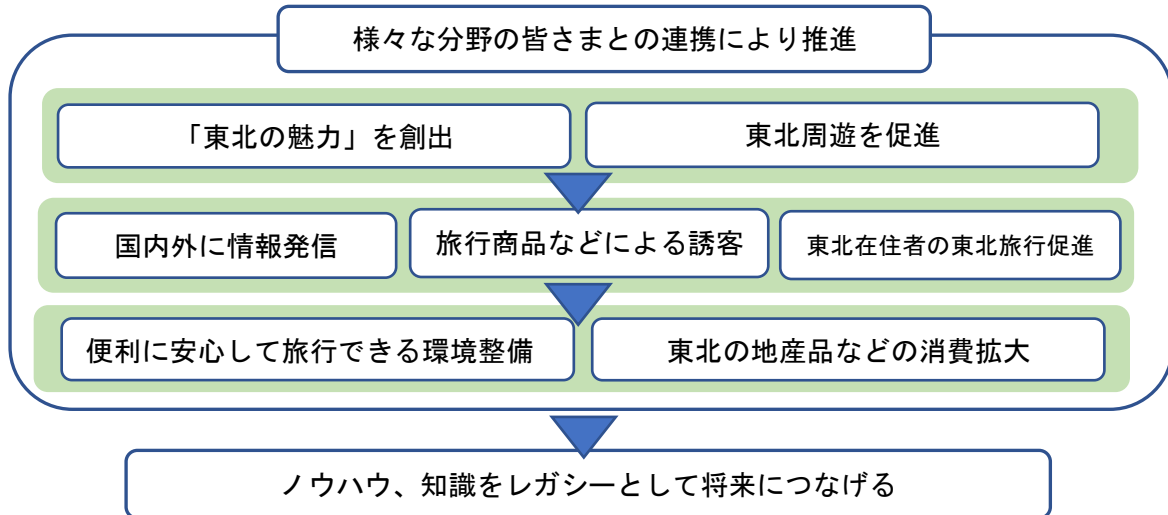 様々な分野の皆さまとの連携により推進
「東北の魅力」を創出
東北周遊を促進
国内外に情報発信
旅行商品などによる誘客
東北在住者の東北旅行促進
便利に安心して旅行できる環境整備
東北の地産品などの消費拡大
ノウハウ、知識をレガシーとして将来につなげる